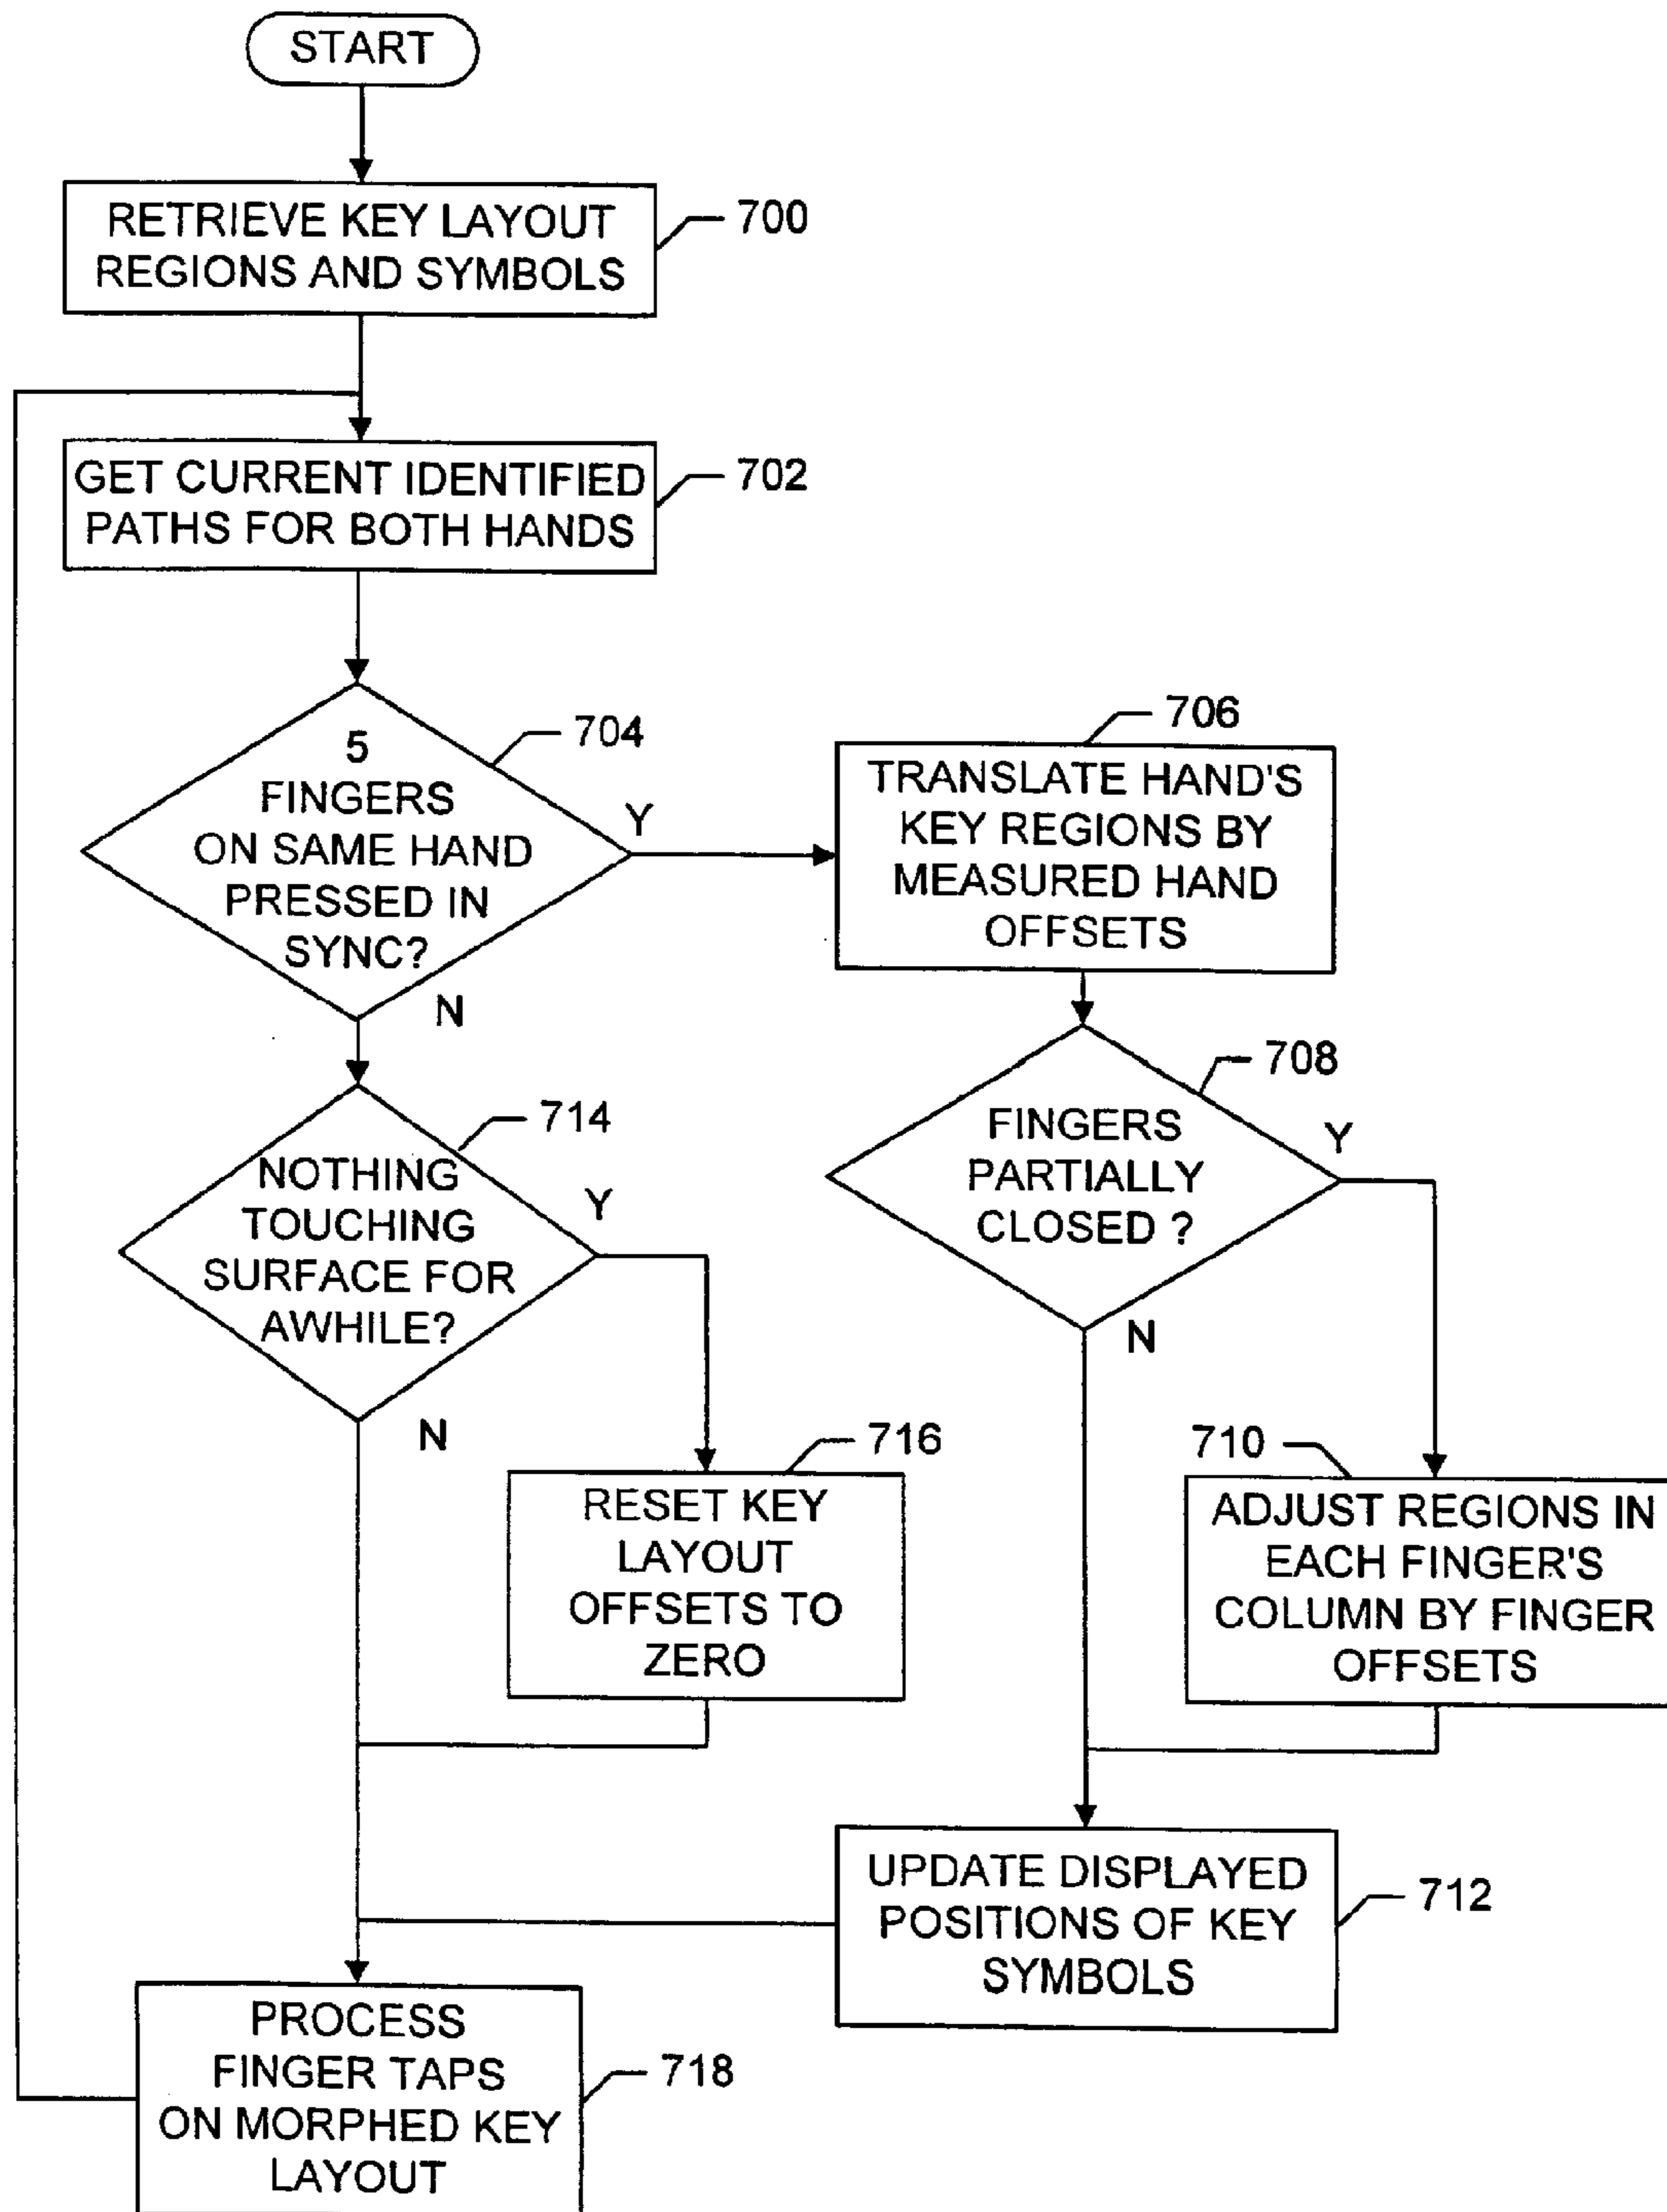 START
RETRIEVE KEY LAYOUT
REGIONS AND SYMBOLS
700
GET CURRENT IDENTIFIED
PATHS FOR BOTH HANDS
702
5
FINGERS
ON SAME HAND
PRESSED IN
SYNC?
704
Y
N
706
TRANSLATE HAND'S
KEY REGIONS BY
MEASURED HAND
OFFSETS
708
FINGERS
PARTIALLY
CLOSED ?
Y
N
714
NOTHING
TOUCHING
SURFACE FOR
AWHILE?
Y
N
716
RESET KEY
LAYOUT
OFFSETS TO
ZERO
710
ADJUST REGIONS IN
EACH FINGER'S
COLUMN BY FINGER
OFFSETS
UPDATE DISPLAYED
POSITIONS OF KEY
SYMBOLS
712
PROCESS
FINGER TAPS
ON MORPHED KEY
LAYOUT
718